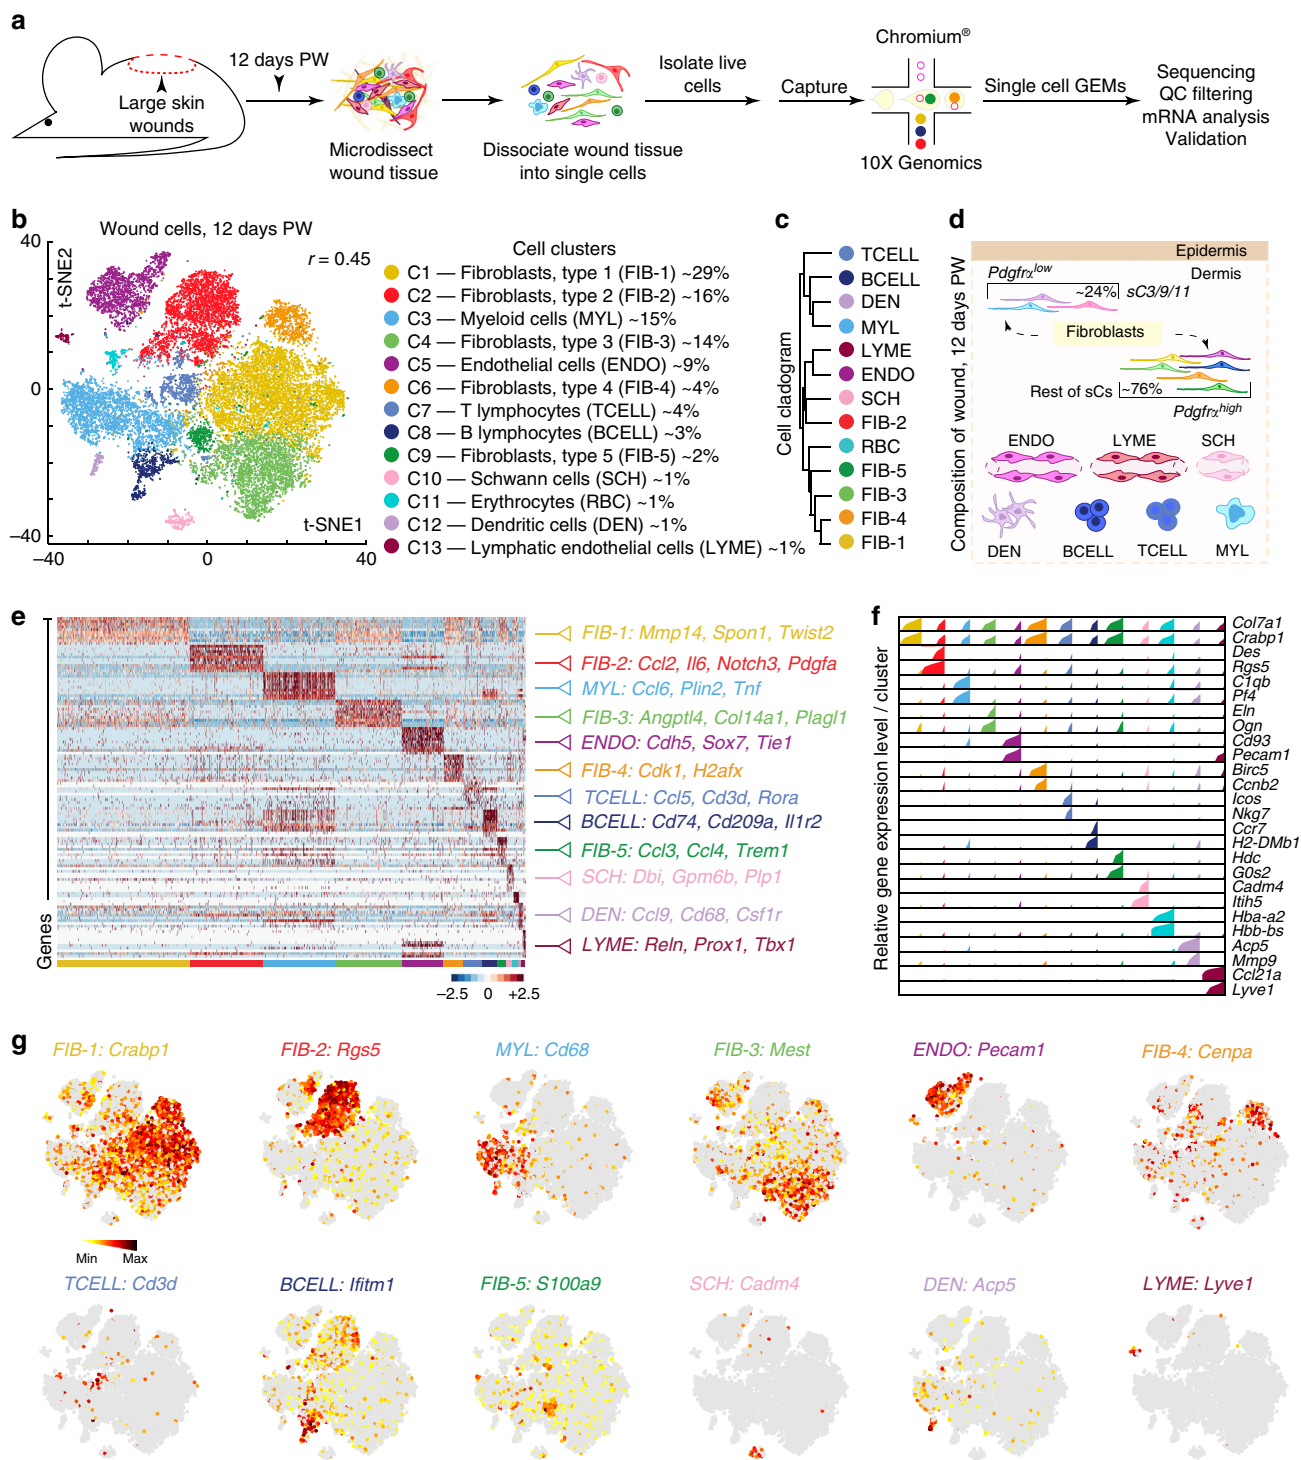 a
12 days PW
Large skin
wounds
Microdissect
wound tissue
Dissociate wound tissue
into single cells
Isolate live
cells
Capture
Chromium®
10X Genomics
Single cell GEMs
Sequencing
QC filtering
mRNA analysis
Validation
b
Wound cells, 12 days PW
r = 0.45
t-SNE2
t-SNE1
40
0
−40
−40
0
40
Cell clusters
C1 — Fibroblasts, type 1 (FIB-1) ~29%
C2 — Fibroblasts, type 2 (FIB-2) ~16%
C3 — Myeloid cells (MYL) ~15%
C4 — Fibroblasts, type 3 (FIB-3) ~14%
C5 — Endothelial cells (ENDO) ~9%
C6 — Fibroblasts, type 4 (FIB-4) ~4%
C7 — T lymphocytes (TCELL) ~4%
C8 — B lymphocytes (BCELL) ~3%
C9 — Fibroblasts, type 5 (FIB-5) ~2%
C10 — Schwann cells (SCH) ~1%
C11 — Erythrocytes (RBC) ~1%
C12 — Dendritic cells (DEN) ~1%
C13 — Lymphatic endothelial cells (LYME) ~1%
c
Cell cladogram
TCELL
BCELL
DEN
MYL
LYME
ENDO
SCH
FIB-2
RBC
FIB-5
FIB-3
FIB-4
FIB-1
d
Composition of wound, 12 days PW
Epidermis
Dermis
Pdgfrα^low
~24%
sC3/9/11
Fibroblasts
Rest of sCs
~76%
Pdgfrα^high
ENDO
LYME
SCH
DEN
BCELL
TCELL
MYL
e
Genes
FIB-1: Mmp14, Spon1, Twist2
FIB-2: Ccl2, Il6, Notch3, Pdgfa
MYL: Ccl6, Plin2, Tnf
FIB-3: Angptl4, Col14a1, Plagl1
ENDO: Cdh5, Sox7, Tie1
FIB-4: Cdk1, H2afx
TCELL: Ccl5, Cd3d, Rora
BCELL: Cd74, Cd209a, Il1r2
FIB-5: Ccl3, Ccl4, Trem1
SCH: Dbi, Gpm6b, Plp1
DEN: Ccl9, Cd68, Csf1r
LYME: Reln, Prox1, Tbx1
−2.5
0
+2.5
f
Relative gene expression level / cluster
Col7a1
Crabp1
Des
Rgs5
C1qb
Pf4
Eln
Ogn
Cd93
Pecam1
Birc5
Ccnb2
Icos
Nkg7
Ccr7
H2-DMb1
Hdc
G0s2
Cadm4
Itih5
Hba-a2
Hbb-bs
Acp5
Mmp9
Ccl21a
Lyve1
g
FIB-1: Crabp1
FIB-2: Rgs5
MYL: Cd68
FIB-3: Mest
ENDO: Pecam1
FIB-4: Cenpa
Min
Max
TCELL: Cd3d
BCELL: Ifitm1
FIB-5: S100a9
SCH: Cadm4
DEN: Acp5
LYME: Lyve1